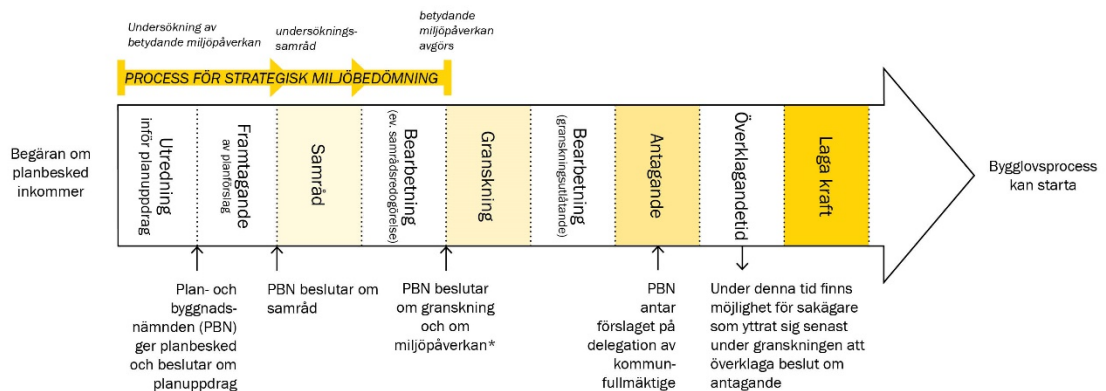 Undersökning av
betydande miljöpåverkan
undersöknings-
samråd
betydande
miljöpåverkan
avgörs
PROCESS FÖR STRATEGISK MILJÖBEDÖMNING
Begäran om
planbesked
inkommer
Utredning
inför planuppdrag
Framtagande
av planförslag
Samråd
Bearbetning
(ev. samrådsredogörelse)
Granskning
Bearbetning
(granskningsutlåtande)
Antagande
Överklagandetid
Laga kraft
Bygglovsprocess
kan starta
Plan- och
byggnads-
nämnden (PBN)
ger planbesked
och beslutar om
planuppdrag
PBN beslutar om
samråd
PBN beslutar
om granskning
och om
miljöpåverkan*
PBN
antar
förslaget på
delegation av
kommun-
fullmäktige
Under denna tid finns
möjlighet för sakägare
som yttrat sig senast
under granskningen att
överklaga beslut om
antagande